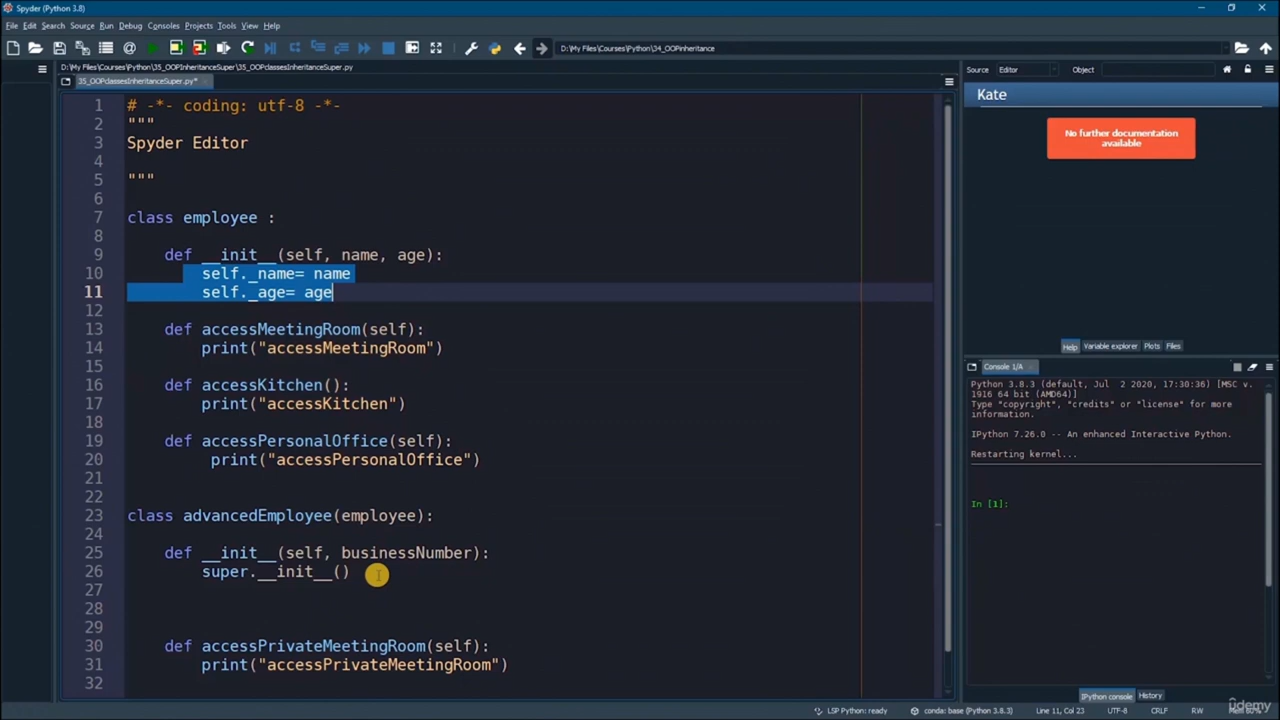 Spyder (Python 3.8)
File Edit Search Source Run Debug Consoles Projects Tools View Help
D:\My Files\Courses\Python\34_OOPinheritance
D:\My Files\Courses\Python\35_OOPInheritanceSuper\35_OOPclassesInheritanceSuper.py
35_OOPclassesInheritanceSuper.py*
1 # -*- coding: utf-8 -*-
2 """
3 Spyder Editor
4
5 """
6
7 class employee :
8
9 def __init__(self, name, age):
10 self._name= name
11 self._age= age
12
13 def accessMeetingRoom(self):
14 print("accessMeetingRoom")
15
16 def accessKitchen():
17 print("accessKitchen")
18
19 def accessPersonalOffice(self):
20 print("accessPersonalOffice")
21
22
23 class advancedEmployee(employee):
24
25 def __init__(self, businessNumber):
26 super.__init__()
27
28
29
30 def accessPrivateMeetingRoom(self):
31 print("accessPrivateMeetingRoom")
32
Source Editor Object
Kate
No further documentation
available
Help Variable explorer Plots Files
Console 1/A
Python 3.8.3 (default, Jul 2 2020, 17:30:36) [MSC v.
1916 64 bit (AMD64)]
Type "copyright", "credits" or "license" for more
information.
IPython 7.26.0 -- An enhanced Interactive Python.
Restarting kernel...
In [1]:
IPython console History
LSP Python: ready conda: base (Python 3.8.3) Line 11, Col 23 UTF-8 CRLF RW
udemy